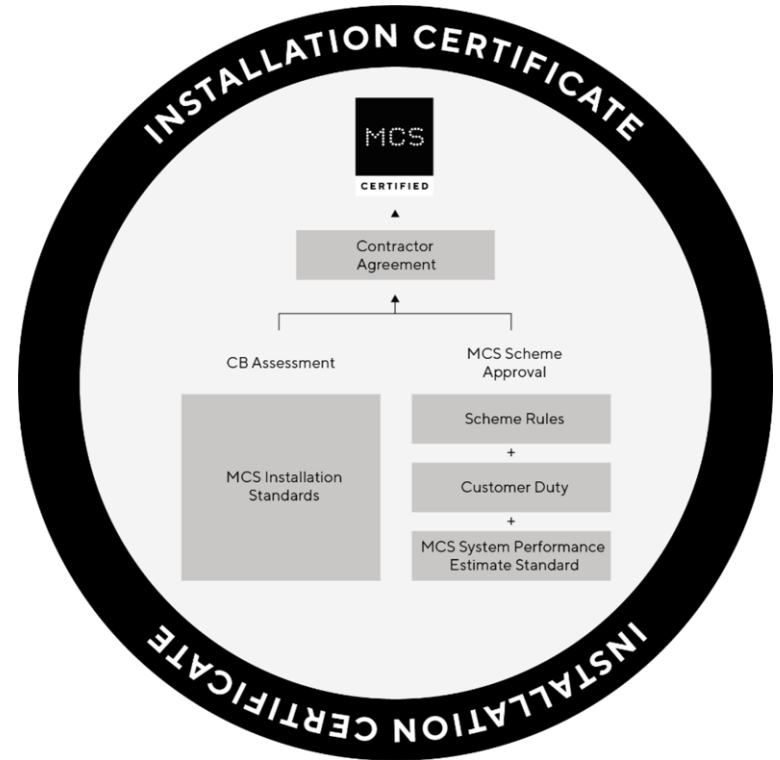 INSTALLATION CERTIFICATE
MCS
CERTIFIED
Contractor
Agreement
CB Assessment
MCS Scheme
Approval
MCS Installation
Standards
Scheme Rules
+
Customer Duty
+
MCS System Performance
Estimate Standard
INSTALLATION CERTIFICATE